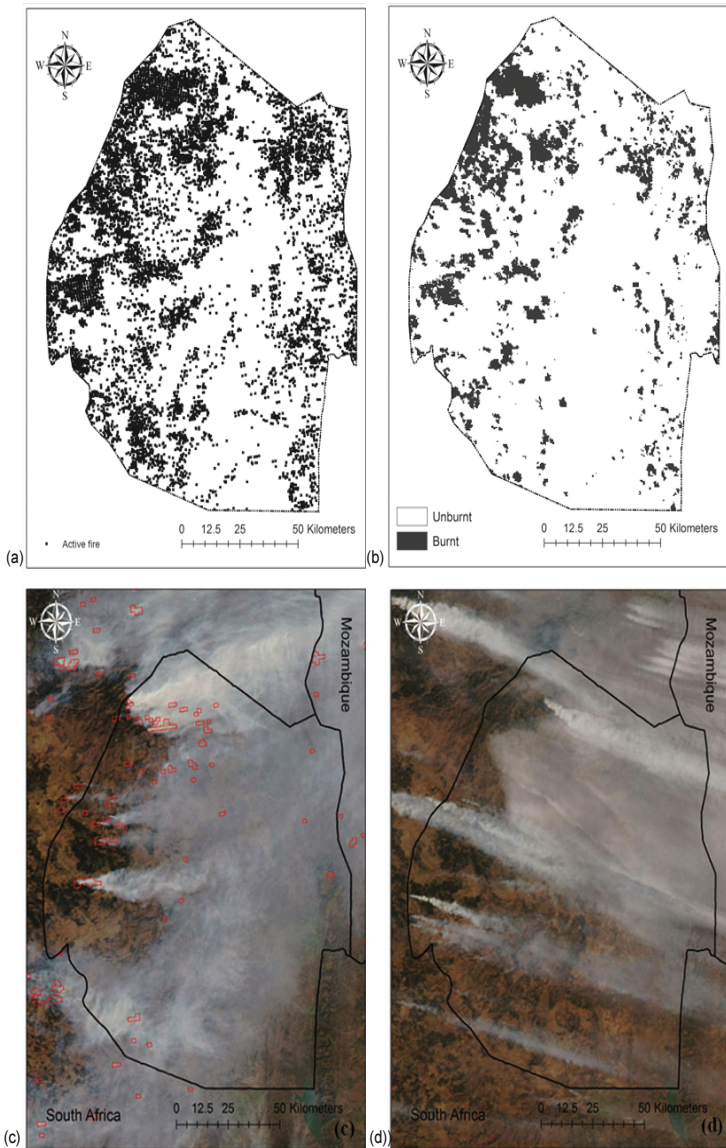 N
W E
S
Active fire
0 12.5 25 50 Kilometers
(a)
N
W E
S
Unburnt
Burnt
0 12.5 25 50 Kilometers
(b)
N
W E
S
Mozambique
South Africa
0 12.5 25 50 Kilometers
(c)
(c)
N
W E
S
Mozambique
South Africa
0 12.5 25 50 Kilometers
(d)
(d)